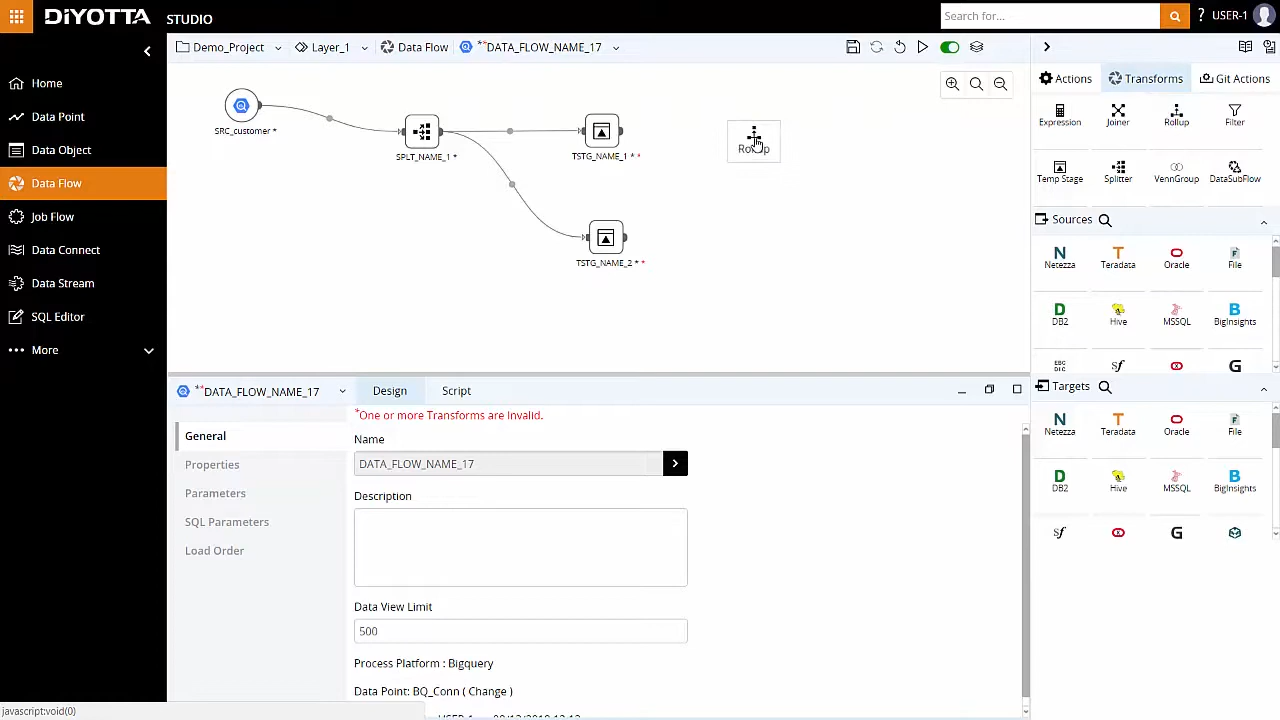 DIYOTTA STUDIO
Search for...
? USER-1
Demo_Project
Layer_1
Data Flow
**DATA_FLOW_NAME_17
Home
Data Point
Data Object
Data Flow
Job Flow
Data Connect
Data Stream
SQL Editor
More
SRC_customer *
SPLT_NAME_1 *
TSTG_NAME_1 * *
TSTG_NAME_2 * *
Rollup
Actions
Transforms
Git Actions
Expression
Joiner
Rollup
Filter
Temp Stage
Splitter
VennGroup
DataSubFlow
Sources
Netezza
Teradata
Oracle
File
DB2
Hive
MSSQL
BigInsights
Targets
Netezza
Teradata
Oracle
File
DB2
Hive
MSSQL
BigInsights
**DATA_FLOW_NAME_17
Design
Script
General
Properties
Parameters
SQL Parameters
Load Order
*One or more Transforms are Invalid.
Name
DATA_FLOW_NAME_17
Description
Data View Limit
500
Process Platform : Bigquery
Data Point: BQ_Conn ( Change )
javascript:void(0)